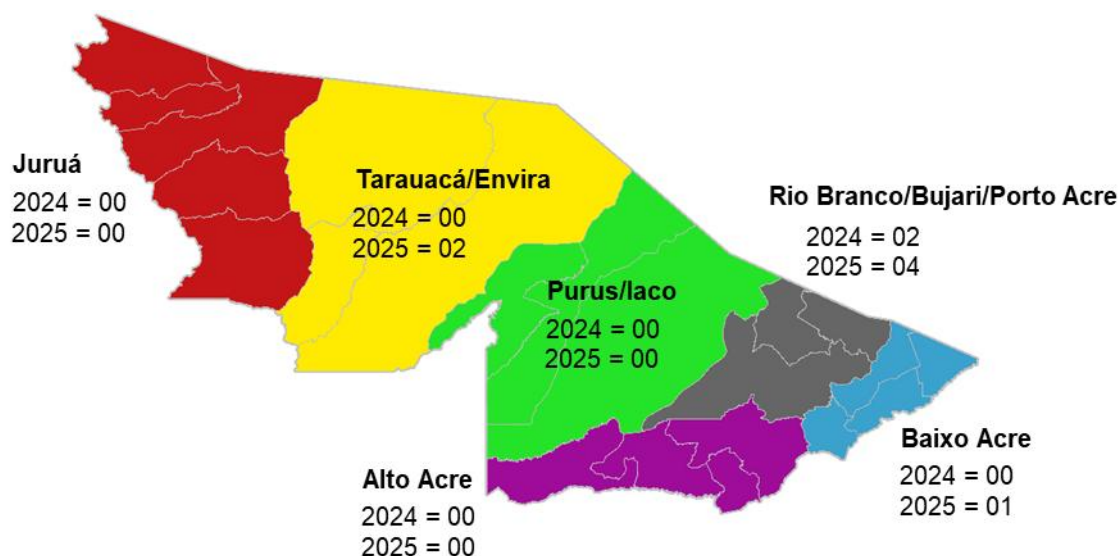 Juruá
2024 = 00
2025 = 00
Tarauacá/Envira
2024 = 00
2025 = 02
Rio Branco/Bujari/Porto Acre
2024 = 02
2025 = 04
Purus/Iaco
2024 = 00
2025 = 00
Baixo Acre
2024 = 00
2025 = 01
Alto Acre
2024 = 00
2025 = 00